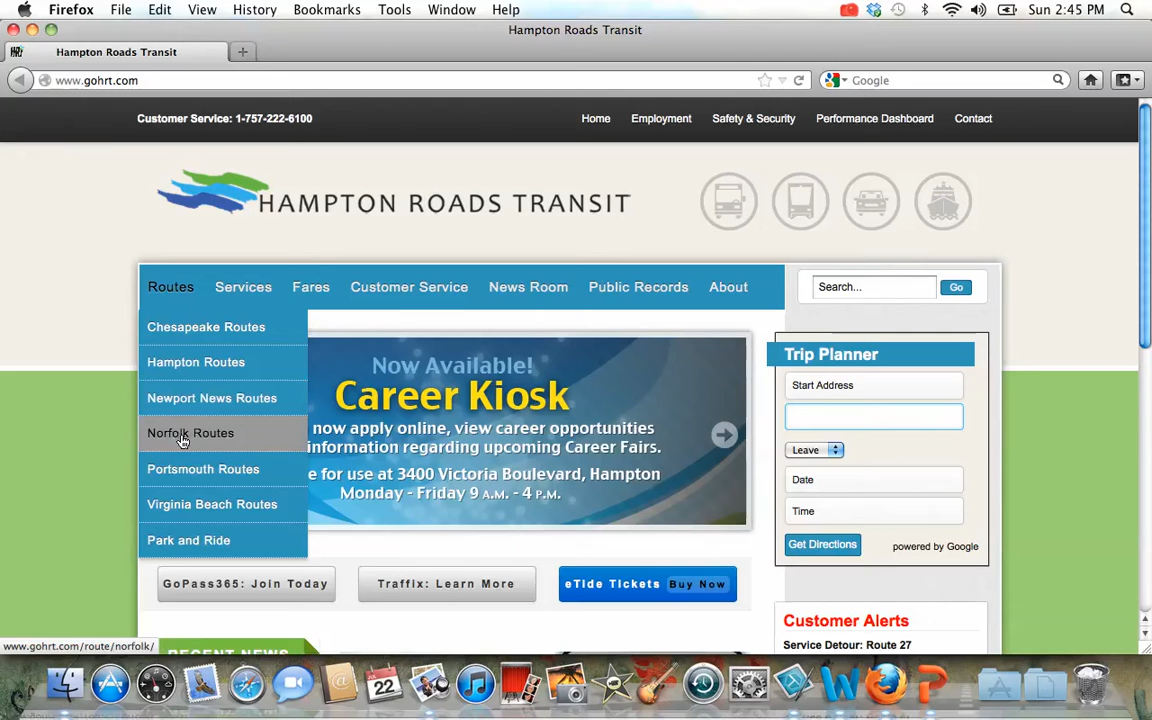 Firefox File Edit View History Bookmarks Tools Window Help Sun 2:45 PM
Hampton Roads Transit
Hampton Roads Transit
www.gohrt.com Google
Customer Service: 1-757-222-6100 Home Employment Safety & Security Performance Dashboard Contact
HAMPTON ROADS TRANSIT
Routes Services Fares Customer Service News Room Public Records About Search... Go
Chesapeake Routes
Hampton Routes
Newport News Routes
Norfolk Routes
Portsmouth Routes
Virginia Beach Routes
Park and Ride
Now Available!
Career Kiosk
now apply online, view career opportunities
information regarding upcoming Career Fairs.
e for use at 3400 Victoria Boulevard, Hampton
Monday - Friday 9 A.M. - 4 P.M.
Trip Planner
Start Address
Leave
Date
Time
Get Directions powered by Google
GoPass365: Join Today Traffix: Learn More eTide Tickets Buy Now
Customer Alerts
Service Detour: Route 27
RECENT NEWS
www.gohrt.com/route/norfolk/
22